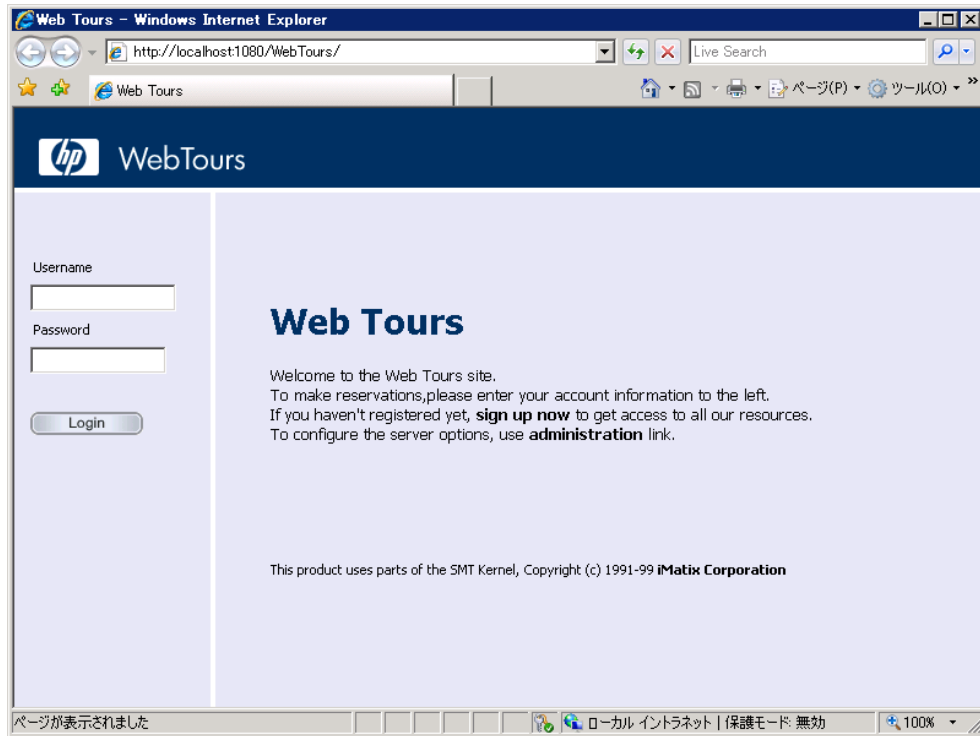 Web Tours - Windows Internet Explorer
http://localhost:1080/WebTours/
Live Search
Web Tours
ページ(P)
ツール(O)
»
hp WebTours
Username
Password
Login
Web Tours
Welcome to the Web Tours site.
To make reservations,please enter your account information to the left.
If you haven't registered yet, sign up now to get access to all our resources.
To configure the server options, use administration link.
This product uses parts of the SMT Kernel, Copyright (c) 1991-99 iMatix Corporation
ページが表示されました
ローカル イントラネット | 保護モード: 無効
100%